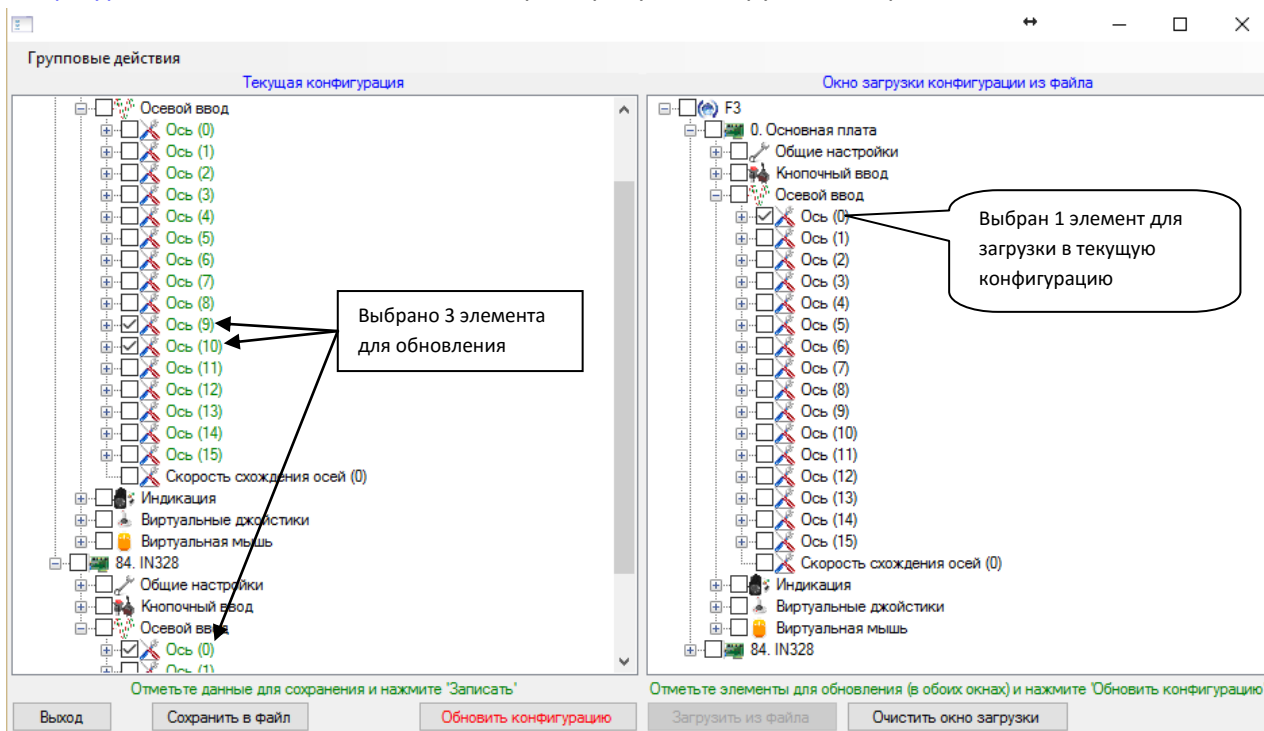 Групповые действия
Текущая конфигурация
Осевой ввод
Ось (0)
Ось (1)
Ось (2)
Ось (3)
Ось (4)
Ось (5)
Ось (6)
Ось (7)
Ось (8)
Ось (9)
Ось (10)
Ось (11)
Ось (12)
Ось (13)
Ось (14)
Ось (15)
Скорость схождения осей (0)
Индикация
Виртуальные джойстики
Виртуальная мышь
84. IN328
Общие настройки
Кнопочный ввод
Осевой ввод
Ось (0)
Ось (1)
Выбрано 3 элемента
для обновления
Отметьте данные для сохранения и нажмите 'Записать'
Выход
Сохранить в файл
Обновить конфигурацию
Окно загрузки конфигурации из файла
F3
0. Основная плата
Общие настройки
Кнопочный ввод
Осевой ввод
Ось (0)
Ось (1)
Ось (2)
Ось (3)
Ось (4)
Ось (5)
Ось (6)
Ось (7)
Ось (8)
Ось (9)
Ось (10)
Ось (11)
Ось (12)
Ось (13)
Ось (14)
Ось (15)
Скорость схождения осей (0)
Индикация
Виртуальные джойстики
Виртуальная мышь
84. IN328
Выбран 1 элемент для
загрузки в текущую
конфигурацию
Отметьте элементы для обновления (в обоих окнах) и нажмите 'Обновить конфигурацию
Загрузить из файла
Очистить окно загрузки